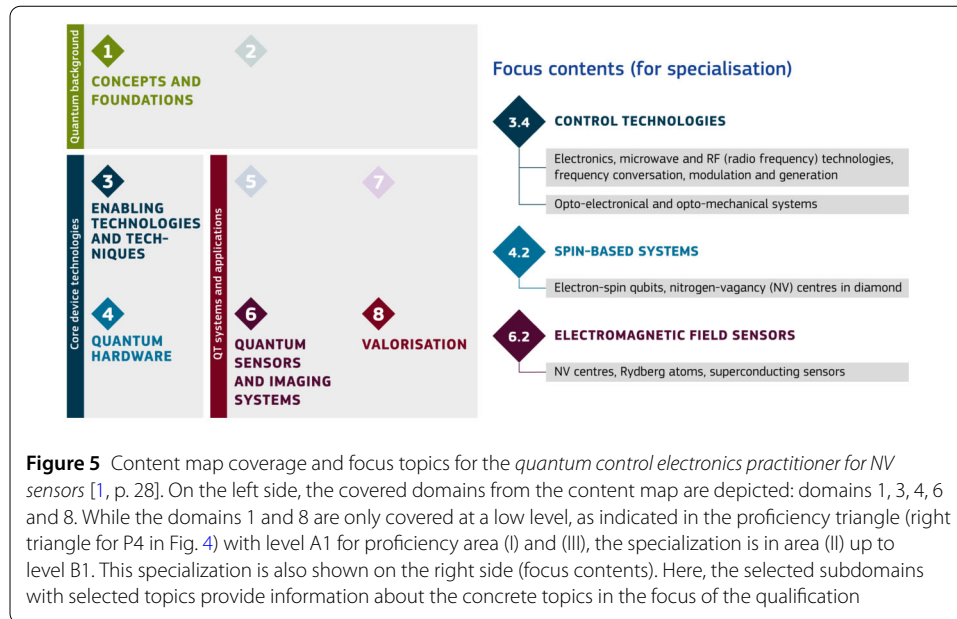 Quantum background
1
CONCEPTS AND
FOUNDATIONS
2
Core device technologies
3
ENABLING
TECHNOLOGIES
AND TECH-
NIQUES
4
QUANTUM
HARDWARE
QT systems and applications
5
7
6
QUANTUM
SENSORS
AND IMAGING
SYSTEMS
8
VALORISATION
Focus contents (for specialisation)
3.4
CONTROL TECHNOLOGIES
Electronics, microwave and RF (radio frequency) technologies,
frequency conversion, modulation and generation
Opto-electronical and opto-mechanical systems
4.2
SPIN-BASED SYSTEMS
Electron-spin qubits, nitrogen-vacancy (NV) centres in diamond
6.2
ELECTROMAGNETIC FIELD SENSORS
NV centres, Rydberg atoms, superconducting sensors
Figure 5 Content map coverage and focus topics for the quantum control electronics practitioner for NV
sensors [1, p. 28]. On the left side, the covered domains from the content map are depicted: domains 1, 3, 4, 6
and 8. While the domains 1 and 8 are only covered at a low level, as indicated in the proficiency triangle (right
triangle for P4 in Fig. 4) with level A1 for proficiency area (I) and (III), the specialization is in area (II) up to
level B1. This specialization is also shown on the right side (focus contents). Here, the selected subdomains
with selected topics provide information about the concrete topics in the focus of the qualification